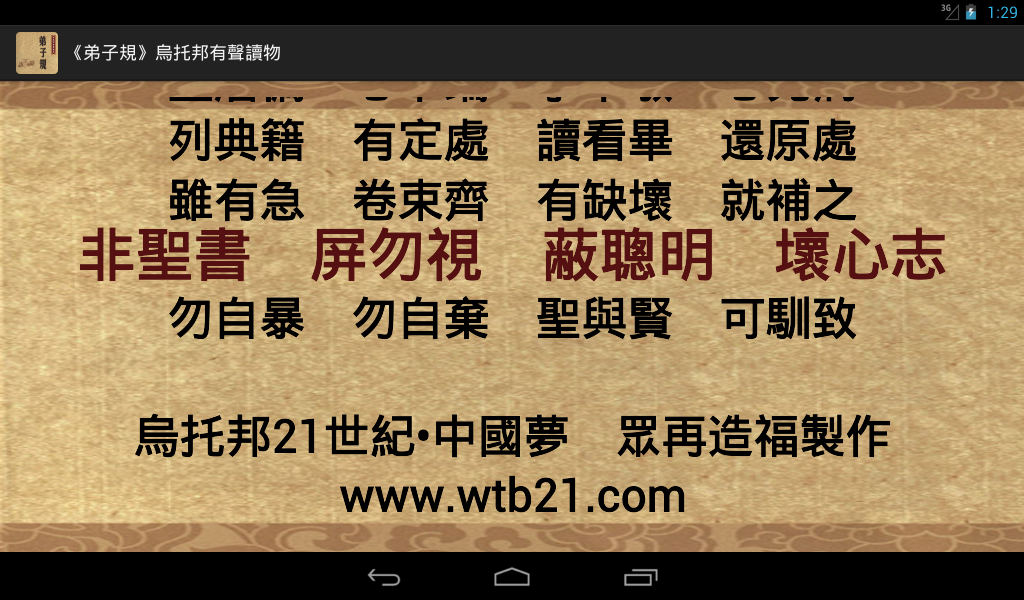 3G 1:29
《弟子規》烏托邦有聲讀物
列典籍 有定處 讀看畢 還原處
雖有急 卷束齊 有缺壞 就補之
非聖書 屏勿視 蔽聰明 壞心志
勿自暴 勿自棄 聖與賢 可馴致
烏托邦21世紀•中國夢 眾再造福製作
www.wtb21.com